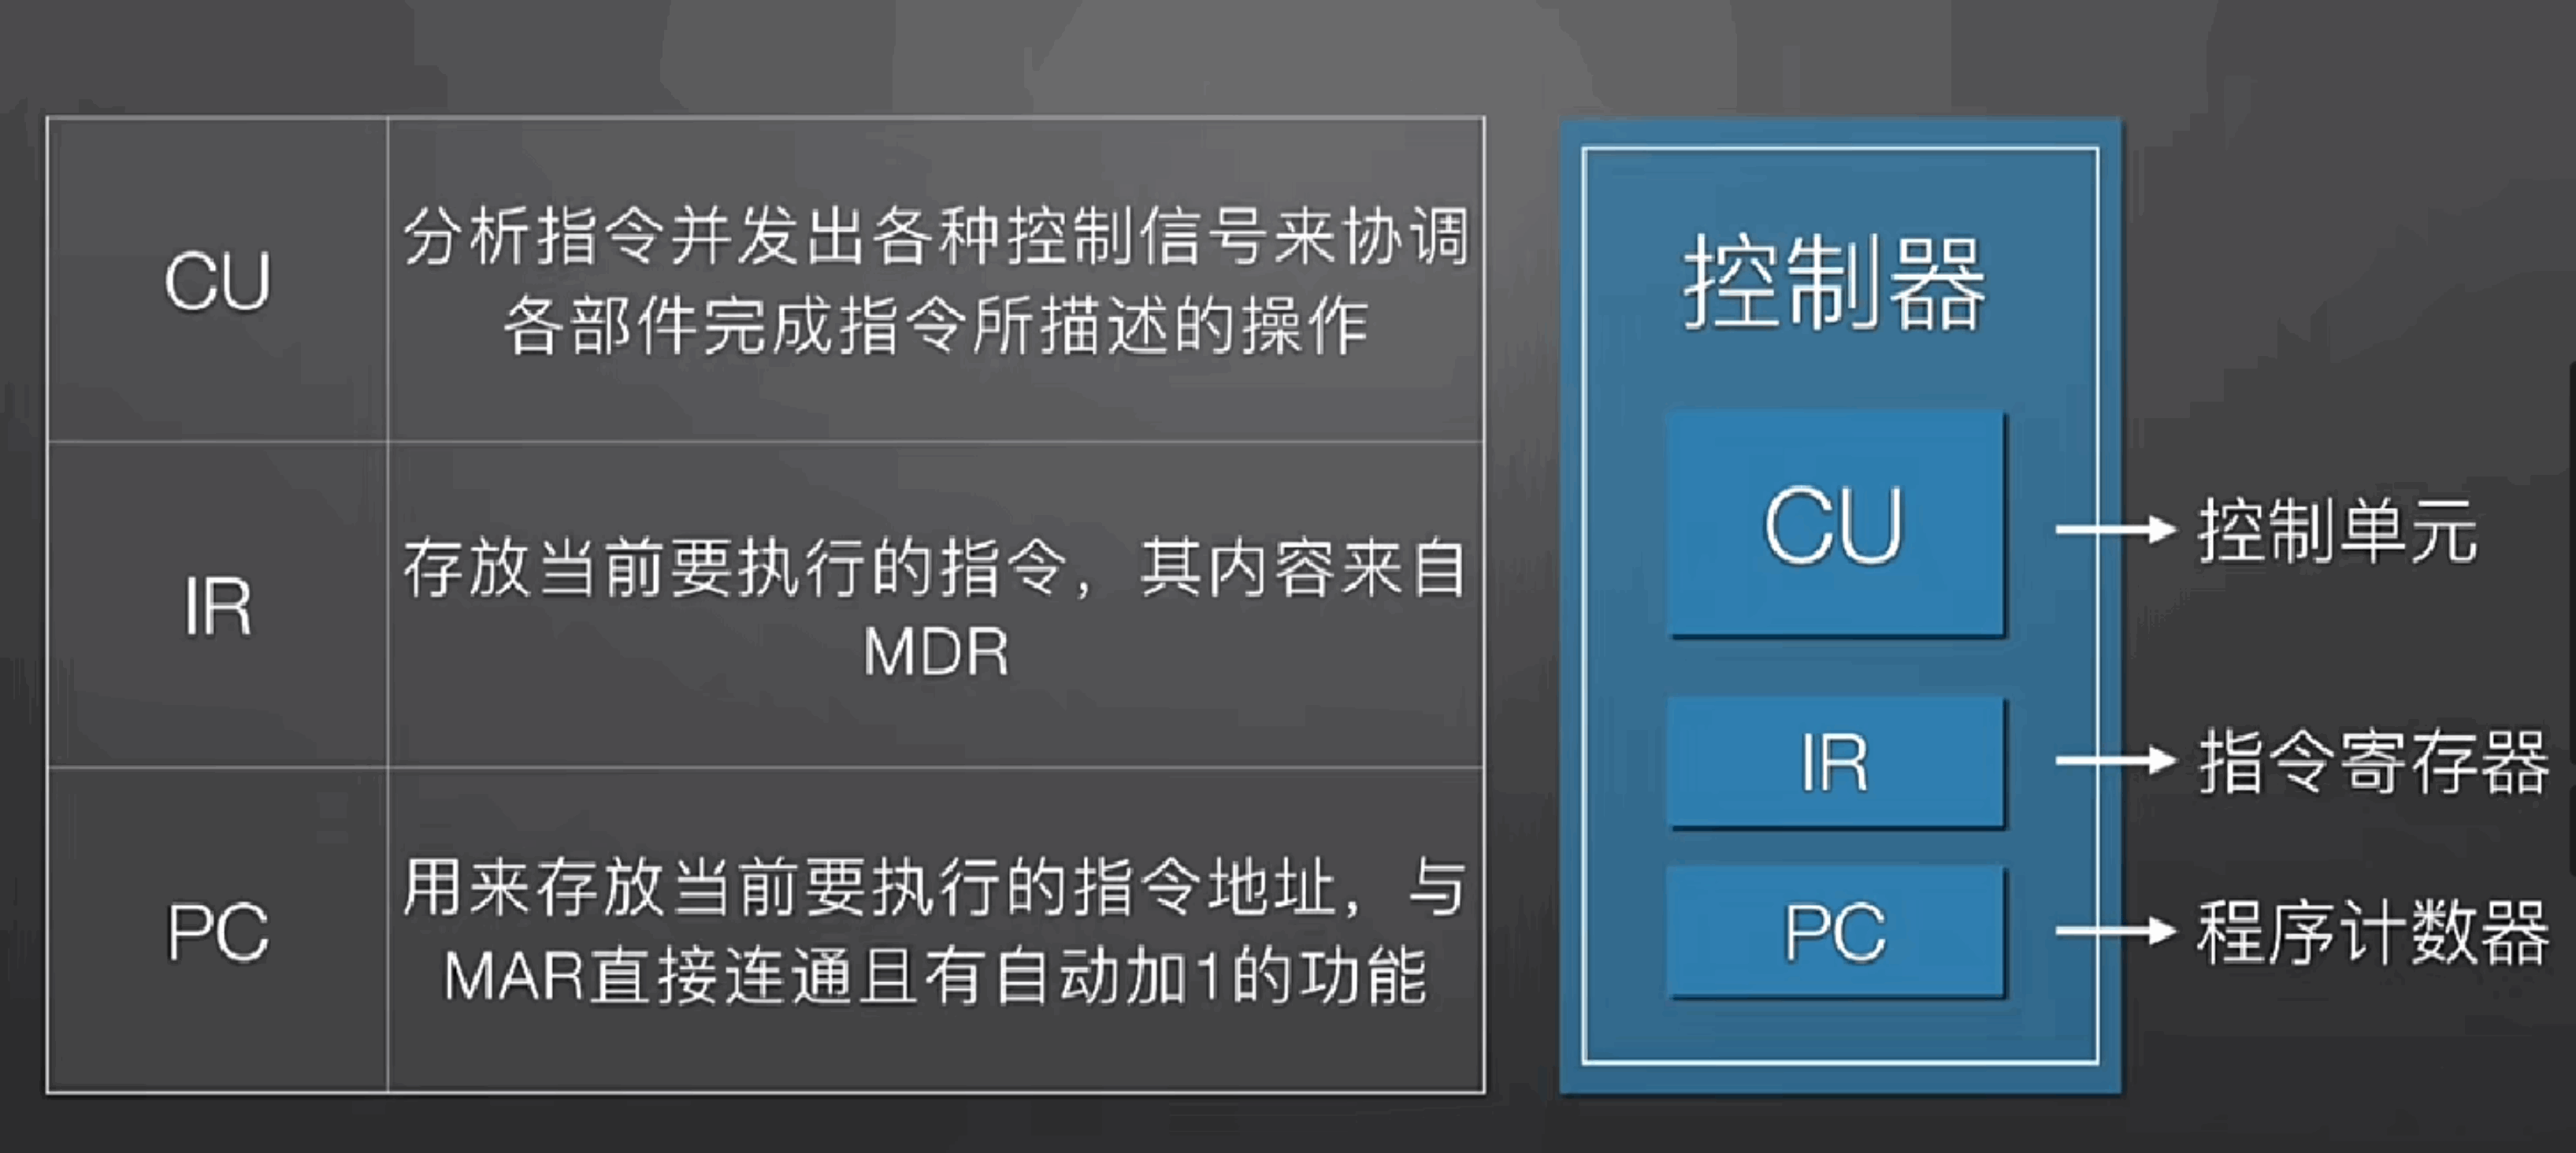 CU
分析指令并发出各种控制信号来协调
各部件完成指令所描述的操作
IR
存放当前要执行的指令，其内容来自
MDR
PC
用来存放当前要执行的指令地址，与
MAR直接连通且有自动加1的功能
控制器
CU
控制单元
IR
指令寄存器
PC
程序计数器